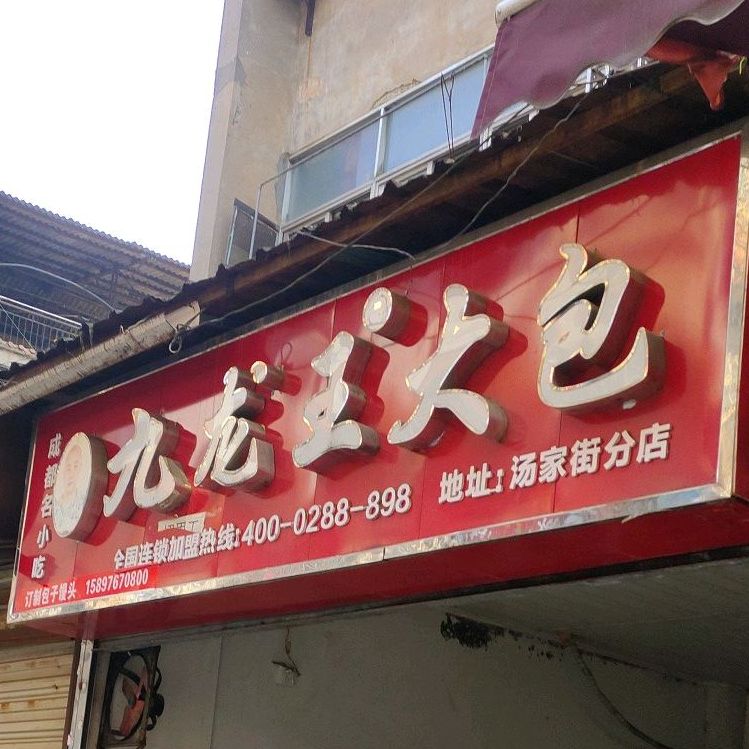 成都名小吃
九龙王大包
全国连锁加盟热线:400-0288-898 地址:汤家街分店
订制包子馒头 15897670800